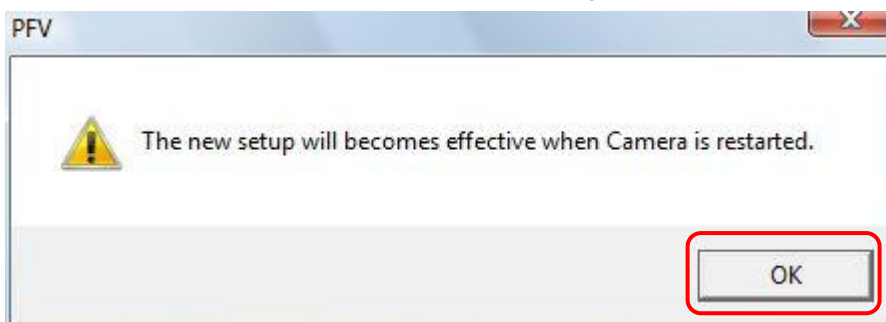 PFV
The new setup will becomes effective when Camera is restarted.
OK